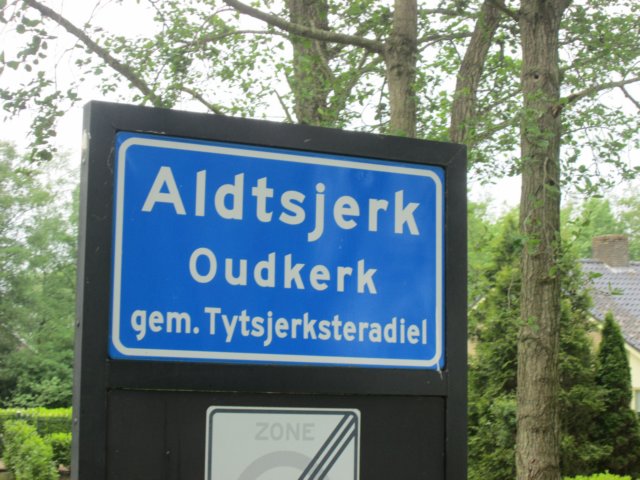 Aldtsjerk
Oudkerk
gem. Tytsjerksteradiel
ZONE